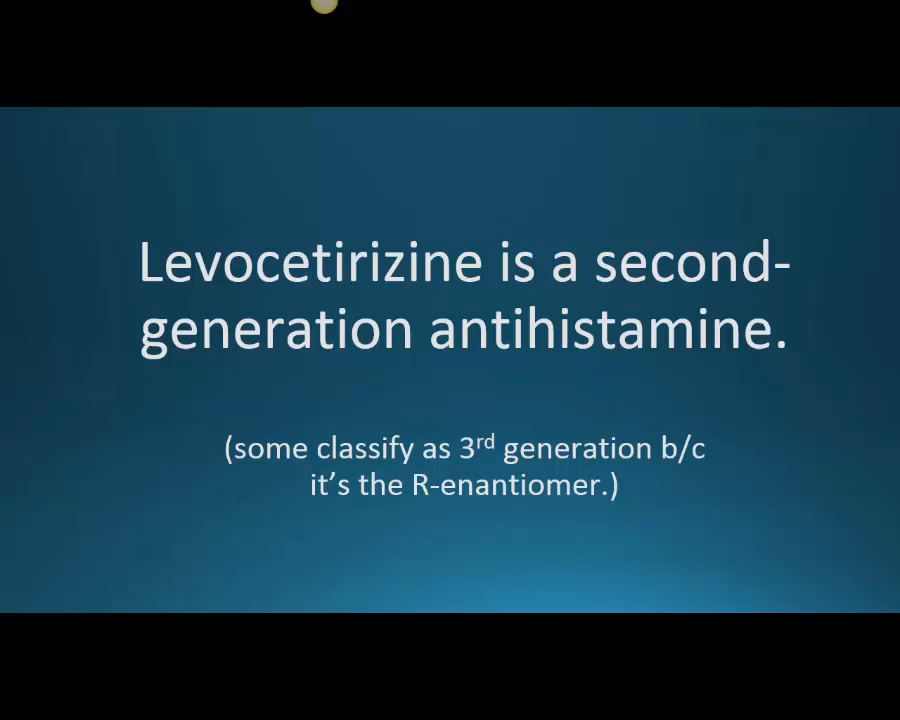 Levocetirizine is a second-
generation antihistamine.
(some classify as 3rd generation b/c
it's the R-enantiomer.)